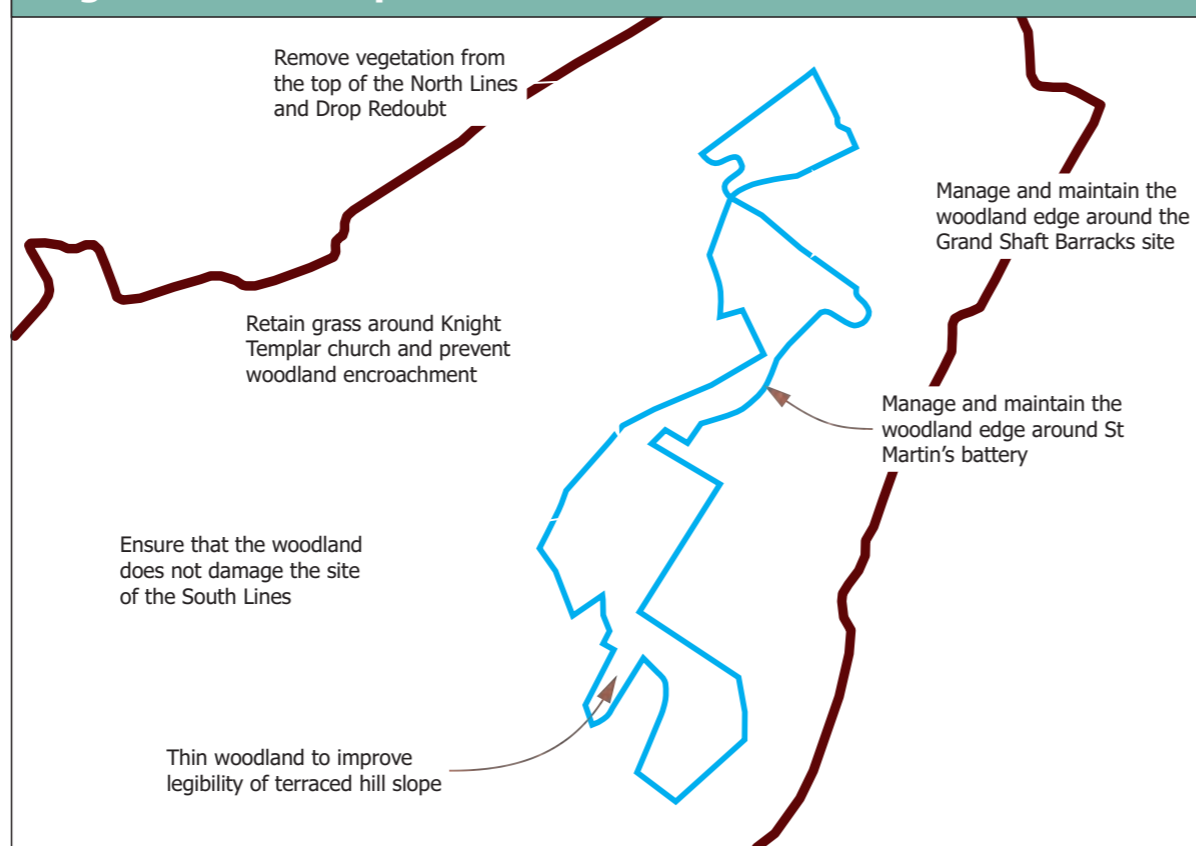 Remove vegetation from
the top of the North Lines
and Drop Redoubt
Manage and maintain the
woodland edge around the
Grand Shaft Barracks site
Retain grass around Knight
Templar church and prevent
woodland encroachment
Manage and maintain the
woodland edge around St
Martin's battery
Ensure that the woodland
does not damage the site
of the South Lines
Thin woodland to improve
legibility of terraced hill slope